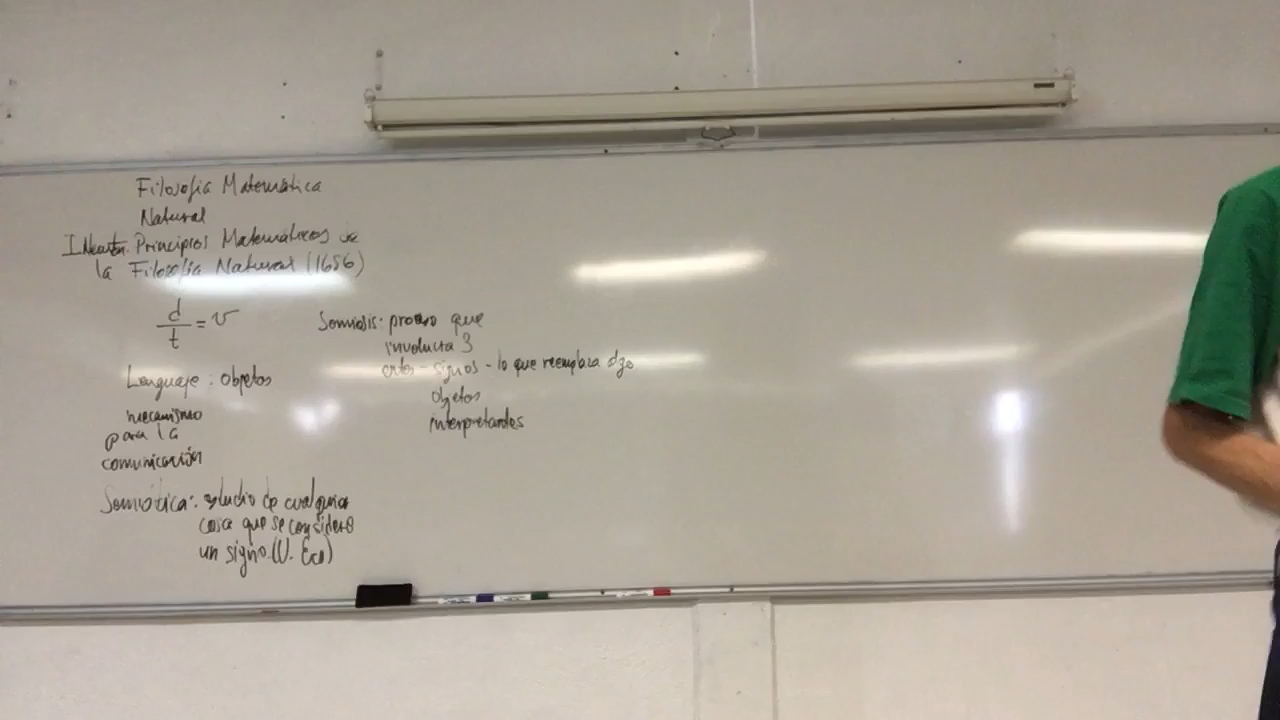 Filosofía Matemática
Natural
I. Newton: Principios Matemáticos de
la Filosofía Natural (1686)
d/t = v
Lenguaje: objetos
mecanismo
para la
comunicación
Semiótica: estudio de cualquier
cosa que se considere
un signo. (U. Eco)
Semiosis: proceso que
involucra 3
entes - signos - lo que reemplaza algo
objetos
interpretantes